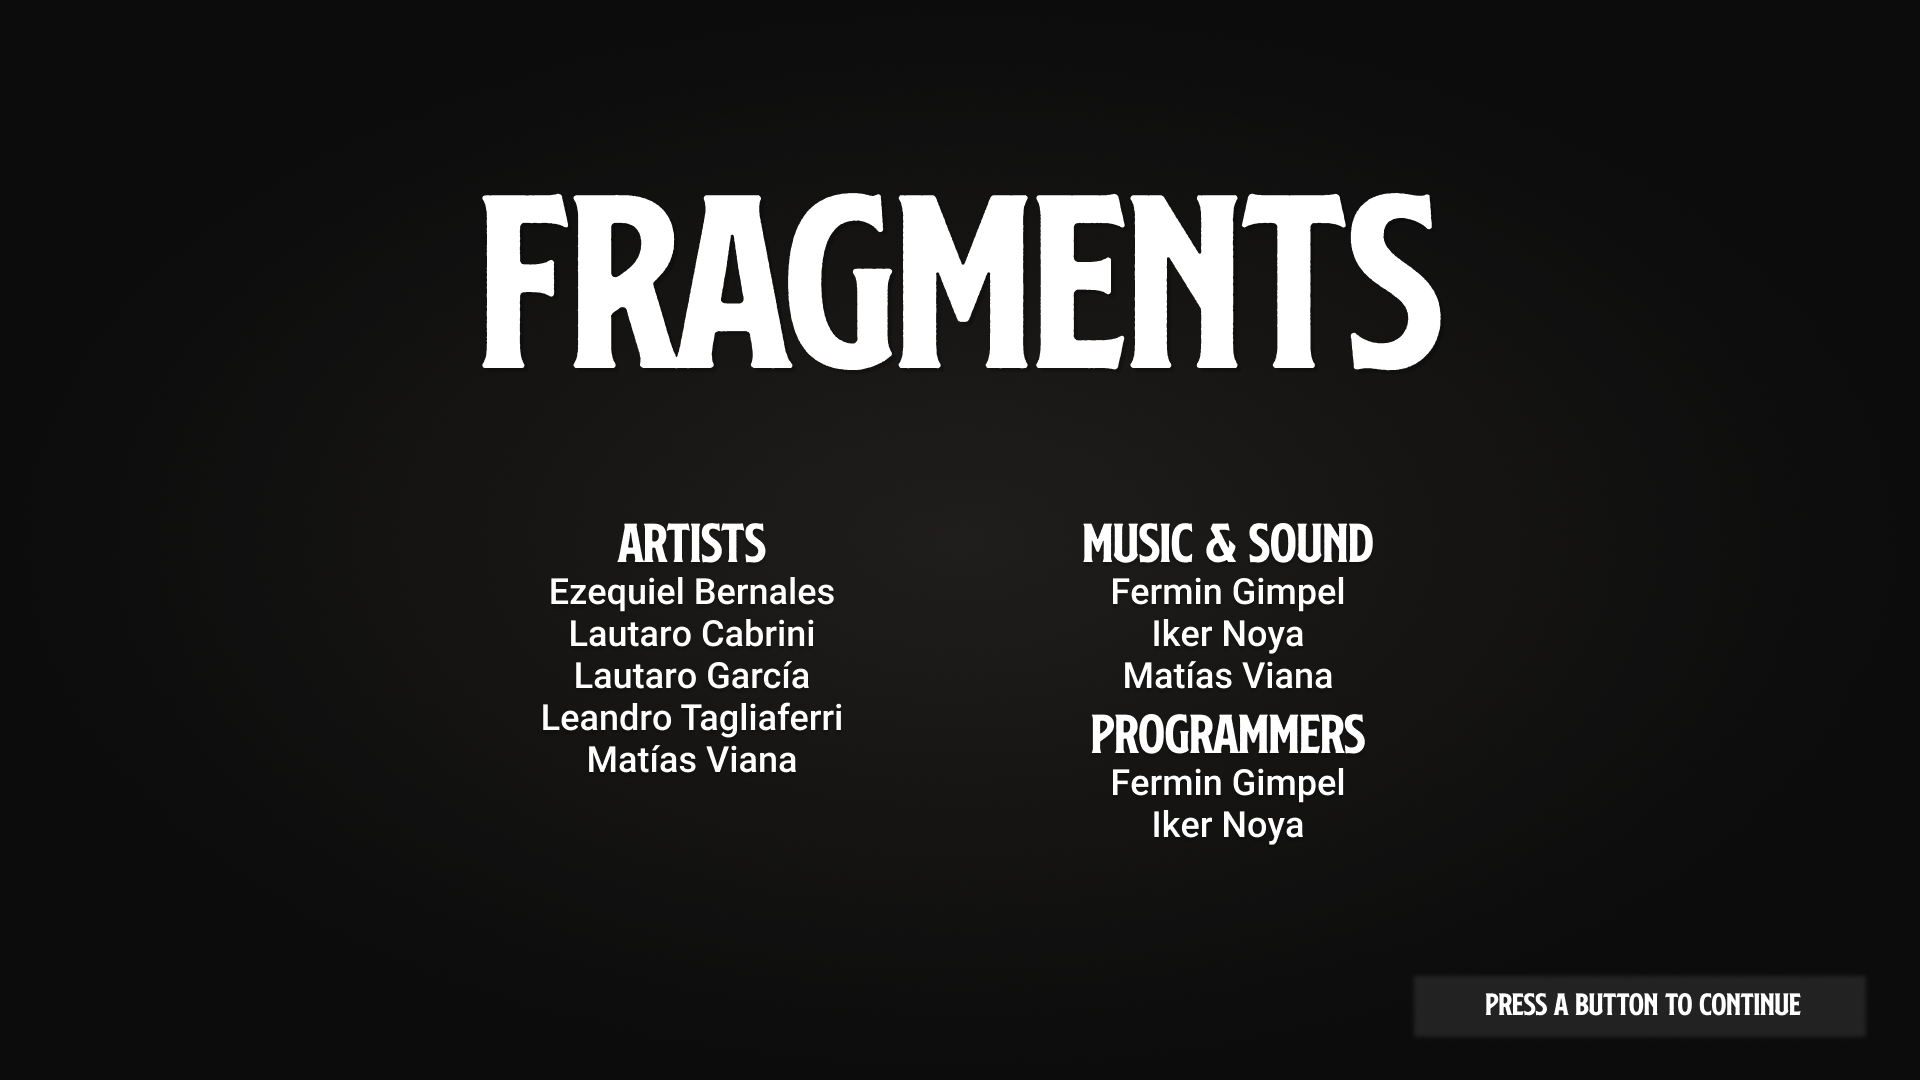 FRAGMENTS
ARTISTS
Ezequiel Bernales
Lautaro Cabrini
Lautaro García
Leandro Tagliaferri
Matías Viana
MUSIC & SOUND
Fermin Gimpel
Iker Noya
Matías Viana
PROGRAMMERS
Fermin Gimpel
Iker Noya
PRESS A BUTTON TO CONTINUE